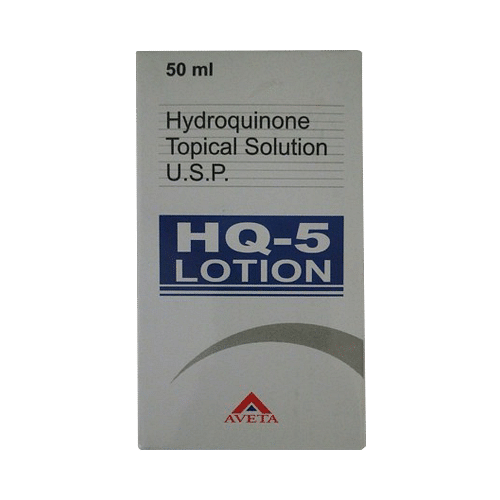 50 ml
Hydroquinone
Topical Solution
U.S.P.
HQ-5
LOTION
AVETA